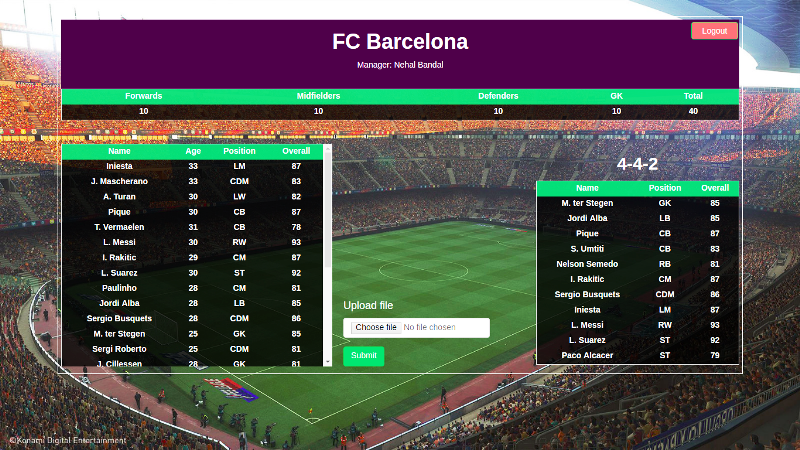 Logout
FC Barcelona
Manager: Nehal Bandal
Forwards Midfielders Defenders GK Total
10 10 10 10 40
Name Age Position Overall
Iniesta 33 LM 87
J. Mascherano 33 CDM 83
A. Turan 30 LW 82
Pique 30 CB 87
T. Vermaelen 31 CB 78
L. Messi 30 RW 93
I. Rakitic 29 CM 87
L. Suarez 30 ST 92
Paulinho 28 CM 81
Jordi Alba 28 LB 85
Sergio Busquets 28 CDM 86
M. ter Stegen 25 GK 85
Sergi Roberto 25 CDM 81
J. Cillessen 28 GK 81
Upload file
Choose file No file chosen
Submit
4-4-2
Name Position Overall
M. ter Stegen GK 85
Jordi Alba LB 85
Pique CB 87
S. Umtiti CB 83
Nelson Semedo RB 81
I. Rakitic CM 87
Sergio Busquets CDM 86
Iniesta LM 87
L. Messi RW 93
L. Suarez ST 92
Paco Alcacer ST 79
©Konami Digital Entertainment